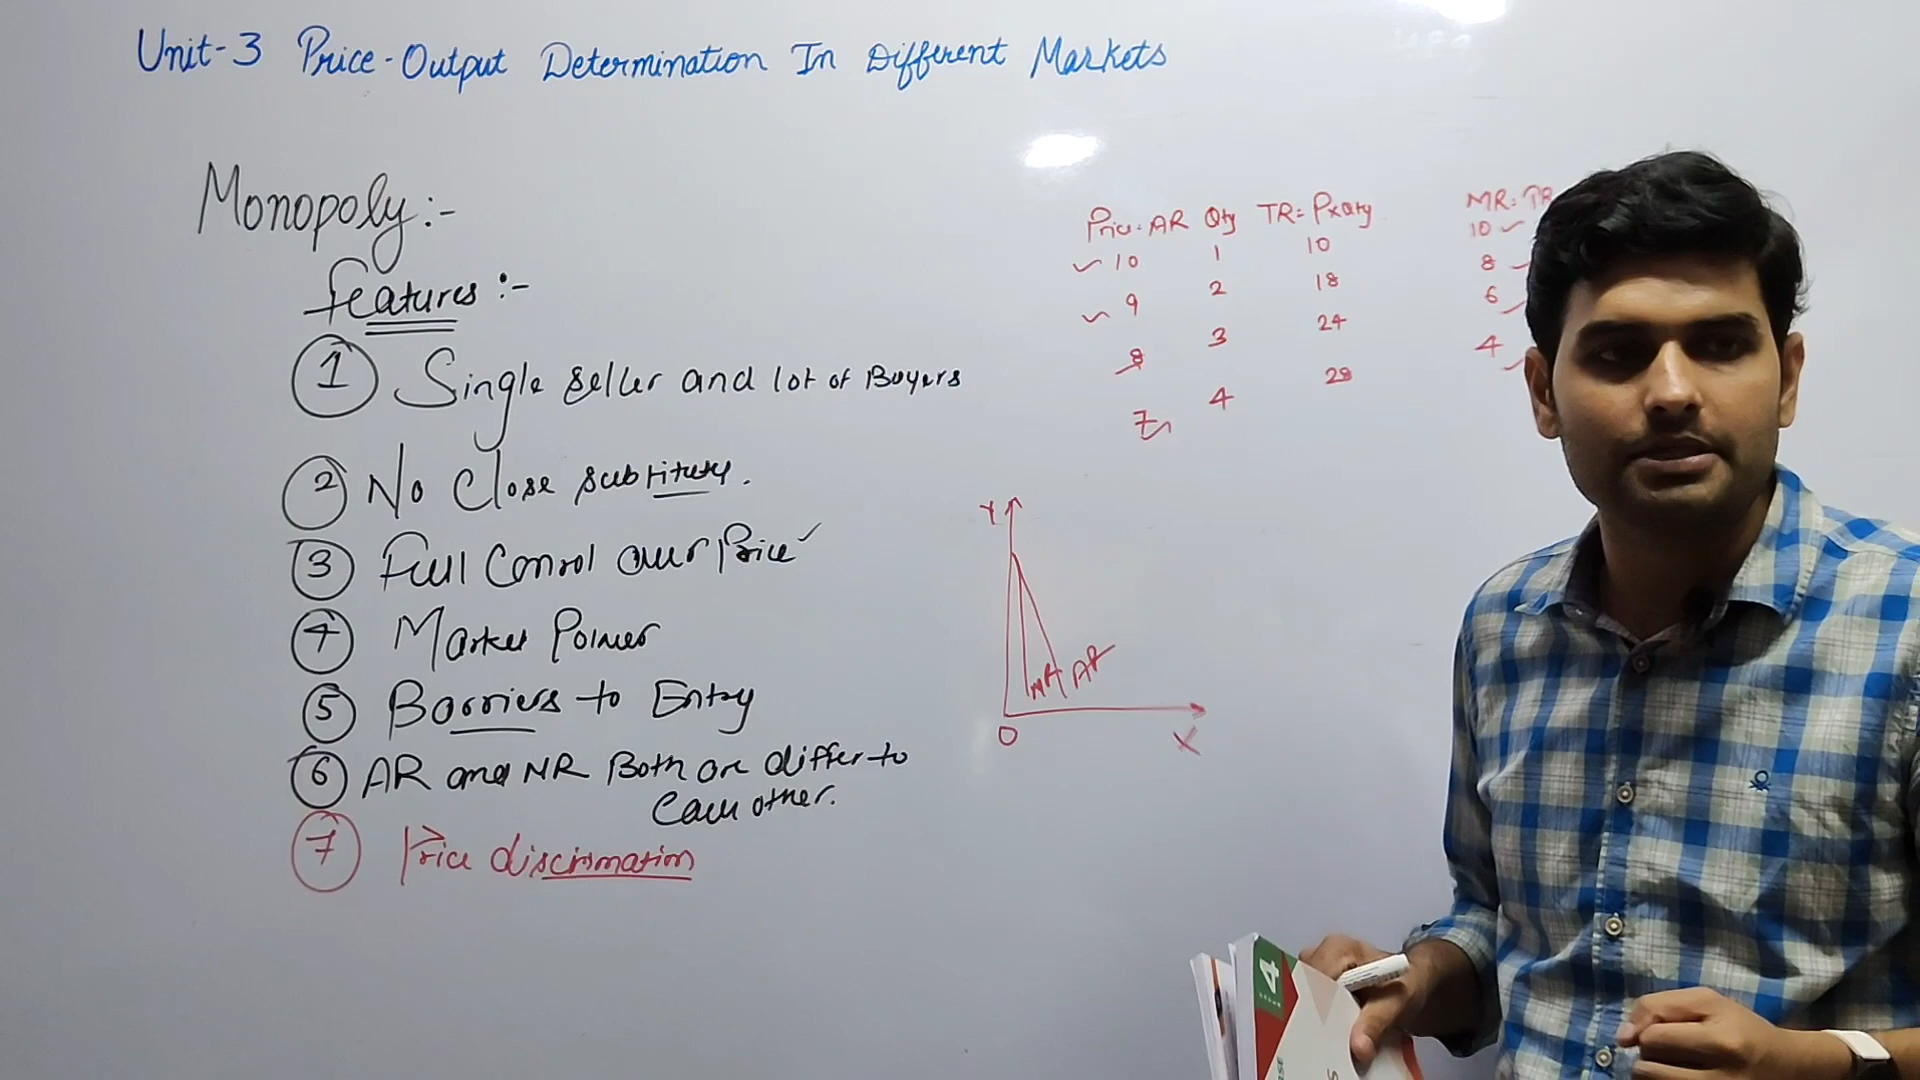 Unit-3 Price-Output Determination In Different Markets
Monopoly:-
features:-
1 Single seller and lot of Buyers
2 No Close
3 Full Conrol over Price
4 Market Power
5 Barriers to Entry
6 AR and MR Both are differ to
Each other.
7 Price discrimation
Price=AR Qty TR=PxQty MR=TR
10 1 10 10
9 2 18 8
8 3 24 6
7 4 28 4
Y
MR AR
O X
4